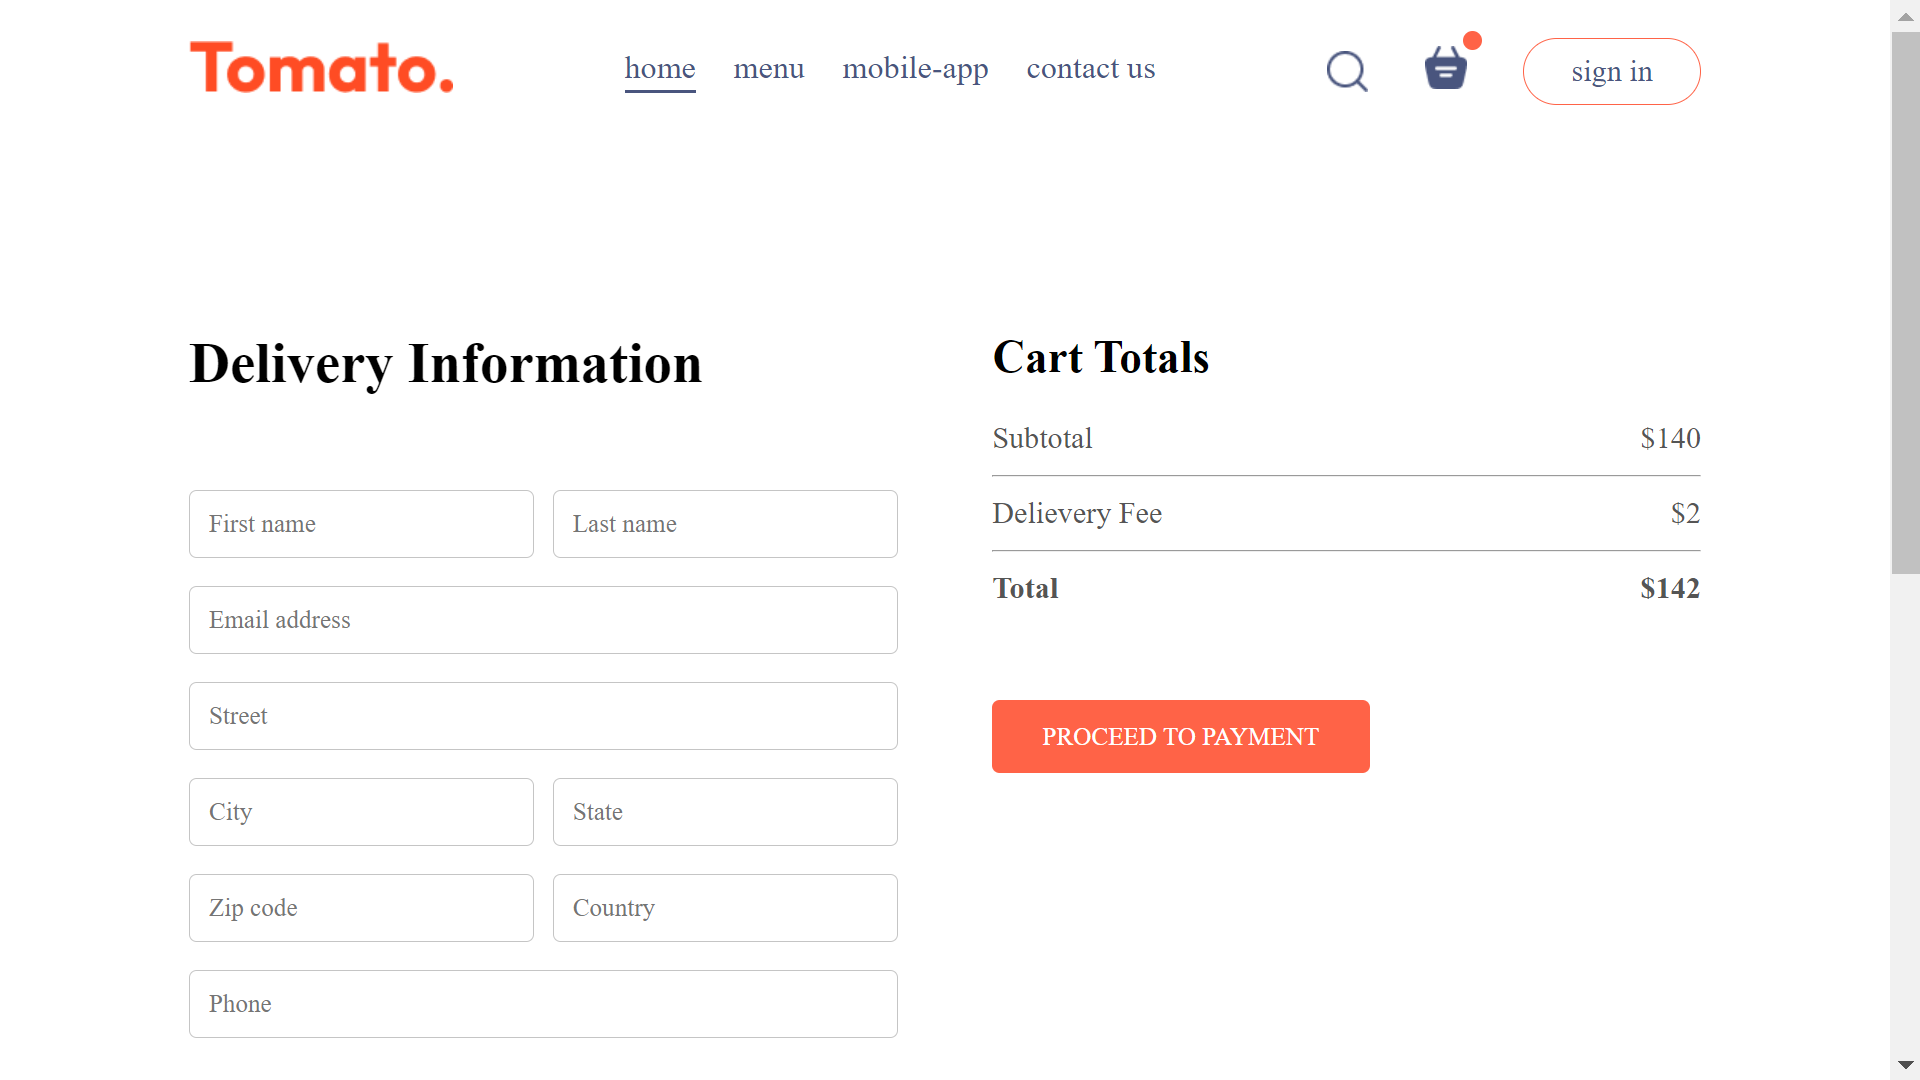 Tomato.
home menu mobile-app contact us
sign in
Delivery Information
First name Last name
Email address
Street
City State
Zip code Country
Phone
Cart Totals
Subtotal $140
Delievery Fee $2
Total $142
PROCEED TO PAYMENT